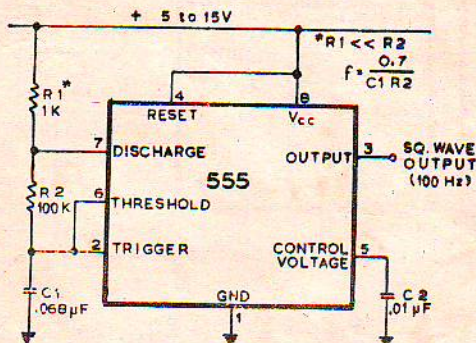 + 5 to 15V
*R1 << R2
f = 0.7
C1 R2
R1*
1K
4
RESET
8
Vcc
7
DISCHARGE
OUTPUT
3
SQ. WAVE
OUTPUT
(100 Hz)
555
R2
100K
6
THRESHOLD
2
TRIGGER
CONTROL
VOLTAGE
5
C1
.068µF
GND
1
C2
.01µF